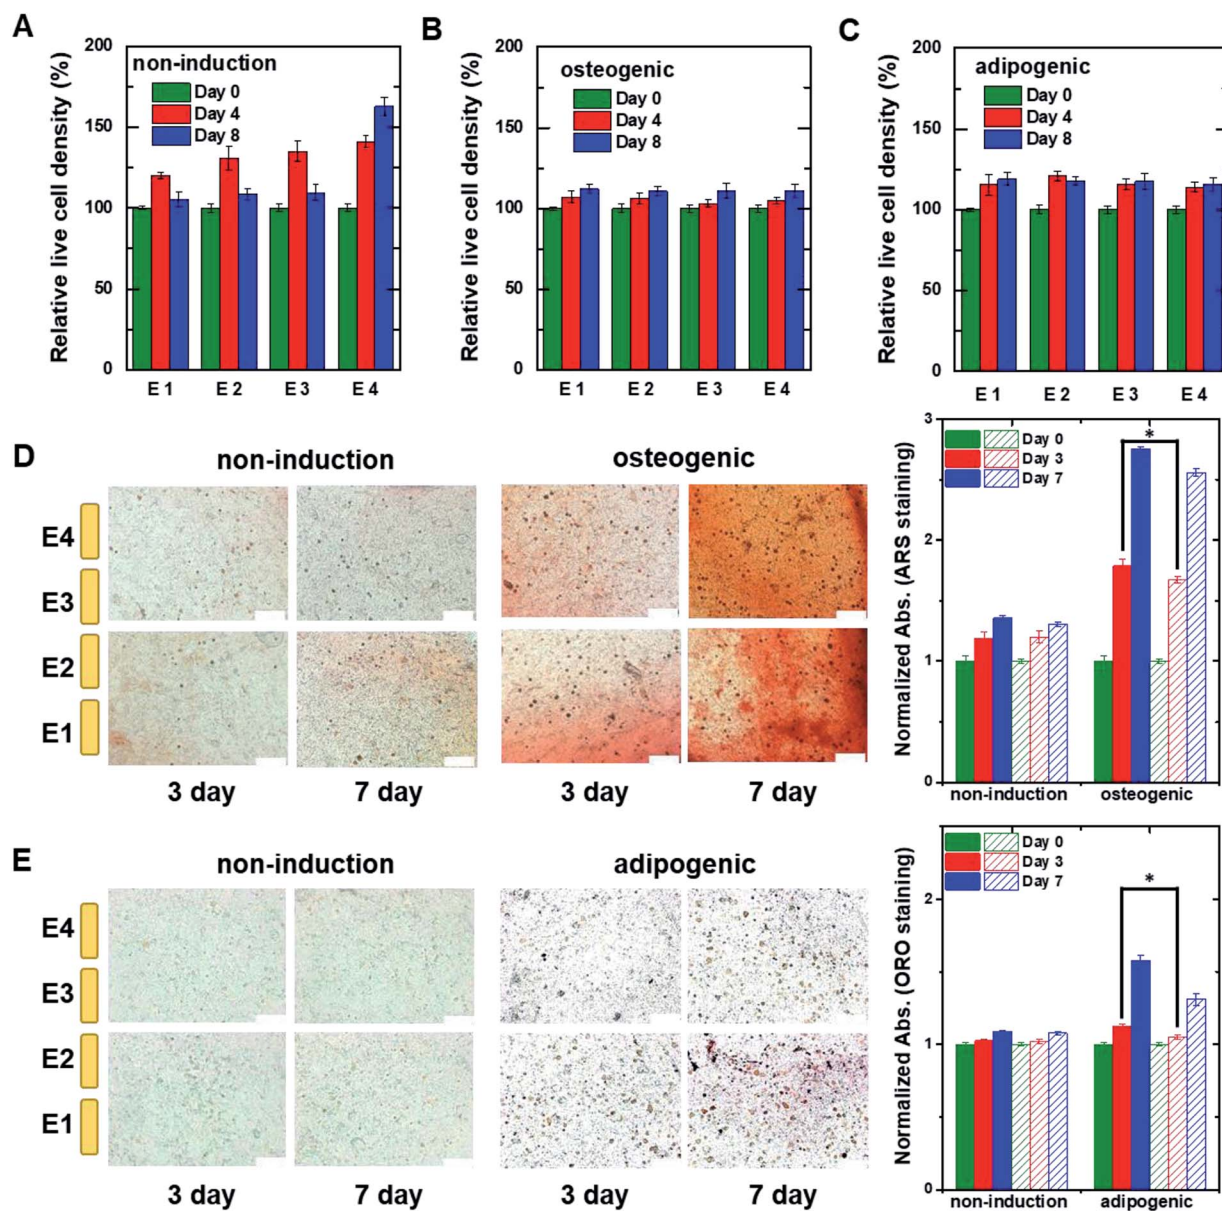 A
Relative live cell density (%)
200
150
100
50
0
non-induction
Day 0
Day 4
Day 8
E 1 E 2 E 3 E 4
B
Relative live cell density (%)
200
150
100
50
0
osteogenic
Day 0
Day 4
Day 8
E 1 E 2 E 3 E 4
C
Relative live cell density (%)
200
150
100
50
0
adipogenic
Day 0
Day 4
Day 8
E 1 E 2 E 3 E 4
D
non-induction osteogenic
E4
E3
E2
E1
3 day 7 day 3 day 7 day
Normalized Abs. (ARS staining)
3
2
1
0
Day 0
Day 3
Day 7
*
non-induction osteogenic
E
non-induction adipogenic
E4
E3
E2
E1
3 day 7 day 3 day 7 day
Normalized Abs. (ORO staining)
2
1
0
Day 0
Day 3
Day 7
*
non-induction adipogenic